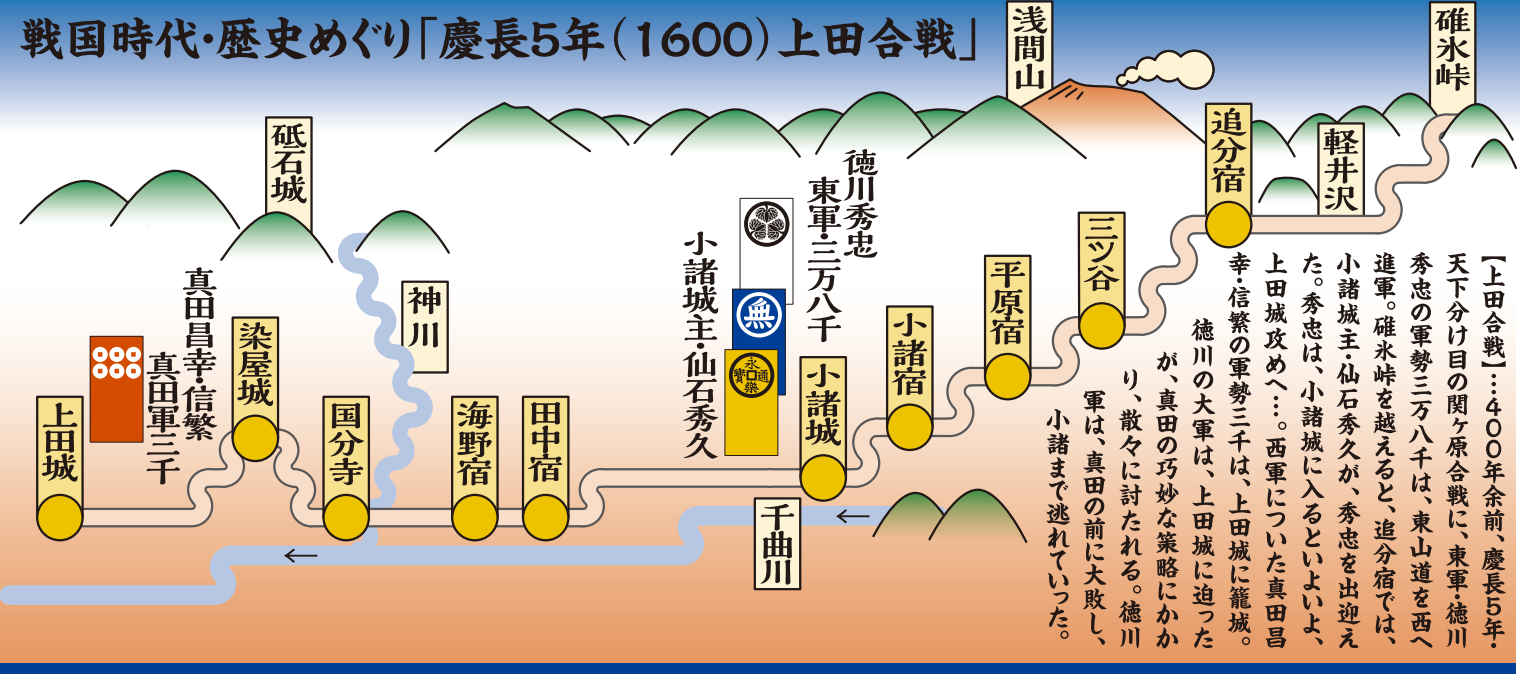 戦国時代・歴史めぐり「慶長5年(1600)上田合戦」
碓氷峠
浅間山
軽井沢
追分宿
三ツ谷
平原宿
小諸宿
小諸城
徳川秀忠
東軍・三万八千
小諸城主・仙石秀久
無
永樂通寳
千曲川
田中宿
海野宿
神川
国分寺
砥石城
染屋城
真田昌幸・信繁
真田軍三千
上田城
【上田合戦】…400年余前、慶長5年・
天下分け目の関ヶ原合戦に、東軍・徳川
秀忠の軍勢三万八千は、東山道を西へ
進軍。碓氷峠を越えると、追分宿では、
小諸城主・仙石秀久が、秀忠を出迎え
た。秀忠は、小諸城に入るといよいよ、
上田城攻めへ…。西軍についた真田昌
幸・信繁の軍勢三千は、上田城に籠城。
徳川の大軍は、上田城に迫った
が、真田の巧妙な策略にかか
り、散々に討たれる。徳川
軍は、真田の前に大敗し、
小諸まで逃れていった。